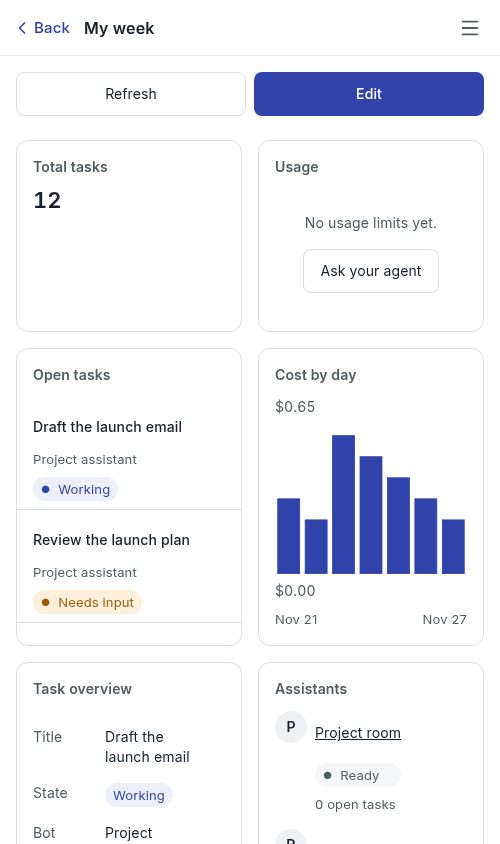 Back My week
Refresh
Edit
Total tasks
12
Usage
No usage limits yet.
Ask your agent
Open tasks
Draft the launch email
Project assistant
Working
Review the launch plan
Project assistant
Needs input
Cost by day
$0.65
$0.00
Nov 21
Nov 27
Task overview
Title
Draft the
launch email
State
Working
Bot
Project
Assistants
P
Project room
Ready
0 open tasks